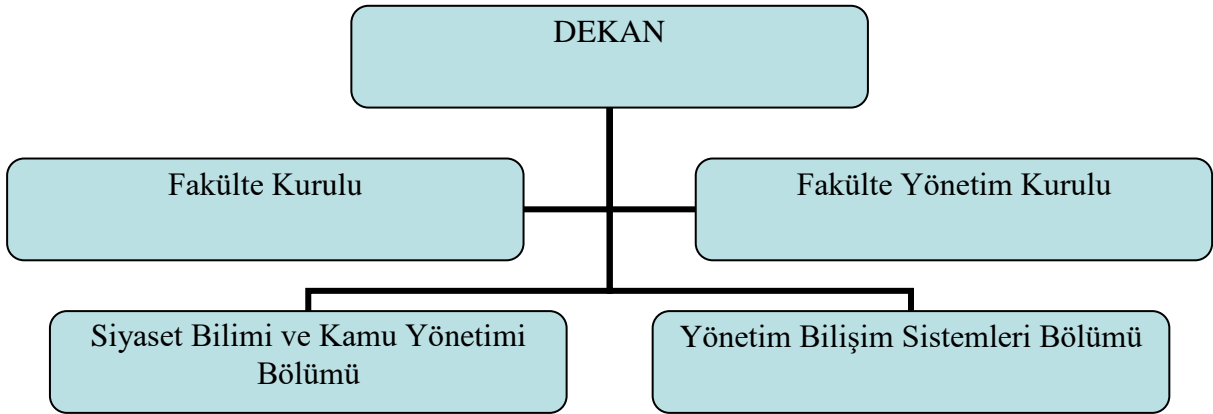 DEKAN
Fakülte Kurulu
Fakülte Yönetim Kurulu
Siyaset Bilimi ve Kamu Yönetimi
Bölümü
Yönetim Bilişim Sistemleri Bölümü